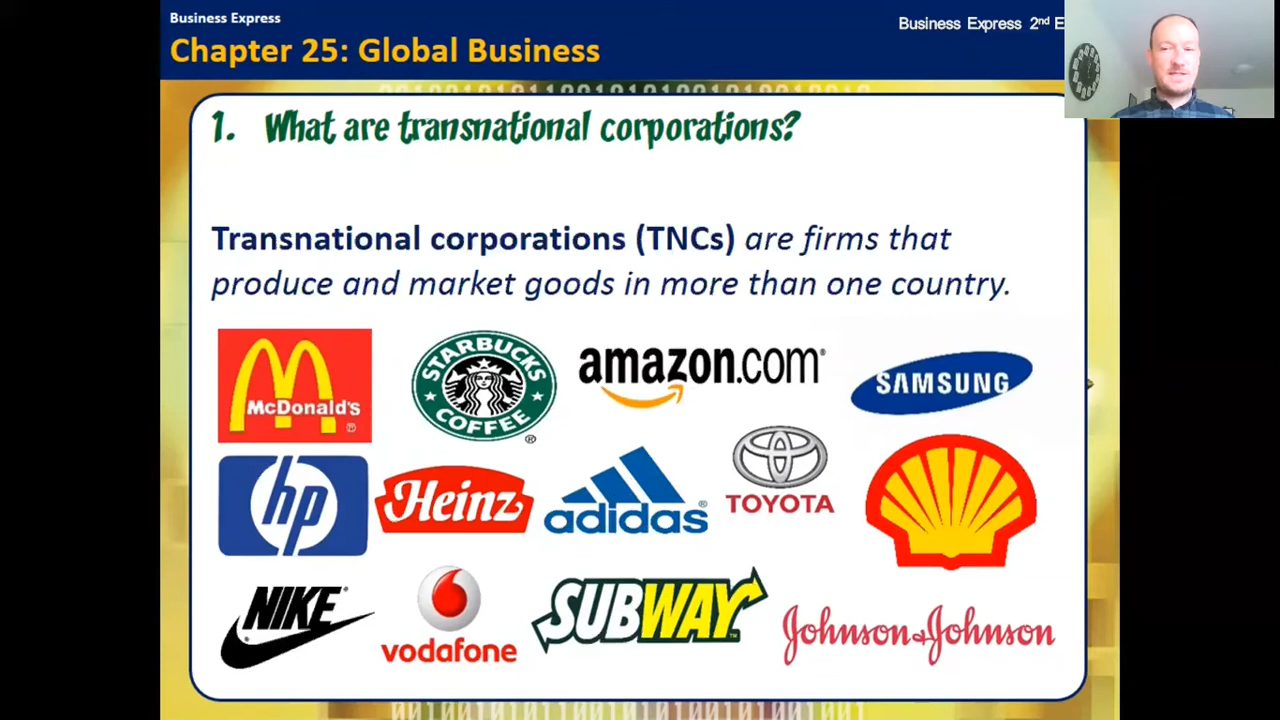 Business Express
Business Express 2nd E
Chapter 25: Global Business
1. What are transnational corporations?
Transnational corporations (TNCs) are firms that
produce and market goods in more than one country.
McDonald's ®
STARBUCKS COFFEE ®
amazon.com®
SAMSUNG
hp
Heinz
adidas®
TOYOTA
NIKE®
vodafone
SUBWAY™
Johnson&Johnson